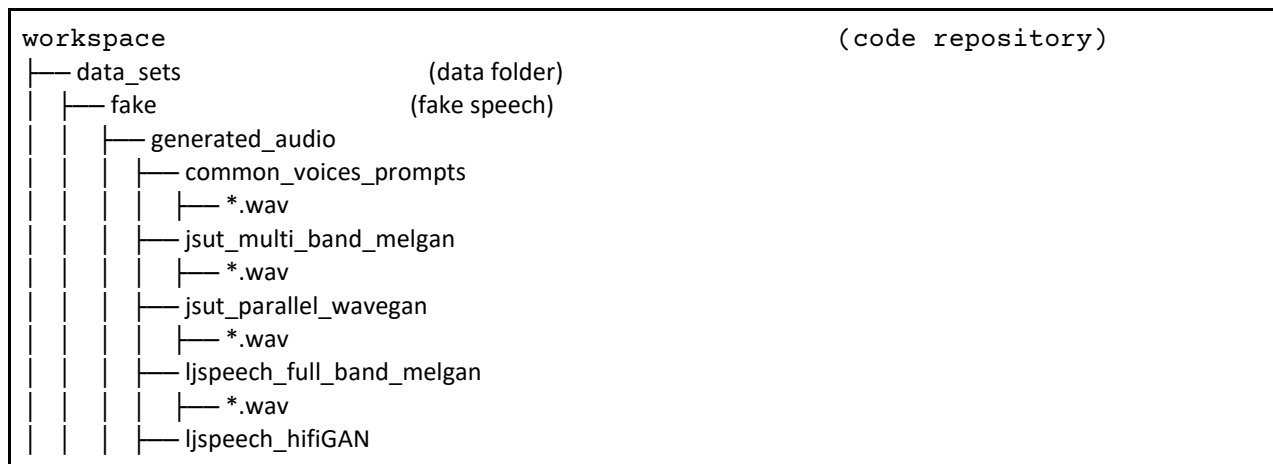 workspace (code repository)
├── data_sets (data folder)
│ ├── fake (fake speech)
│ │ ├── generated_audio
│ │ │ ├── common_voices_prompts
│ │ │ │ ├── *.wav
│ │ │ ├── jsut_multi_band_melgan
│ │ │ │ ├── *.wav
│ │ │ ├── jsut_parallel_wavegan
│ │ │ │ ├── *.wav
│ │ │ ├── ljspeech_full_band_melgan
│ │ │ │ ├── *.wav
│ │ │ ├── ljspeech_hifiGAN